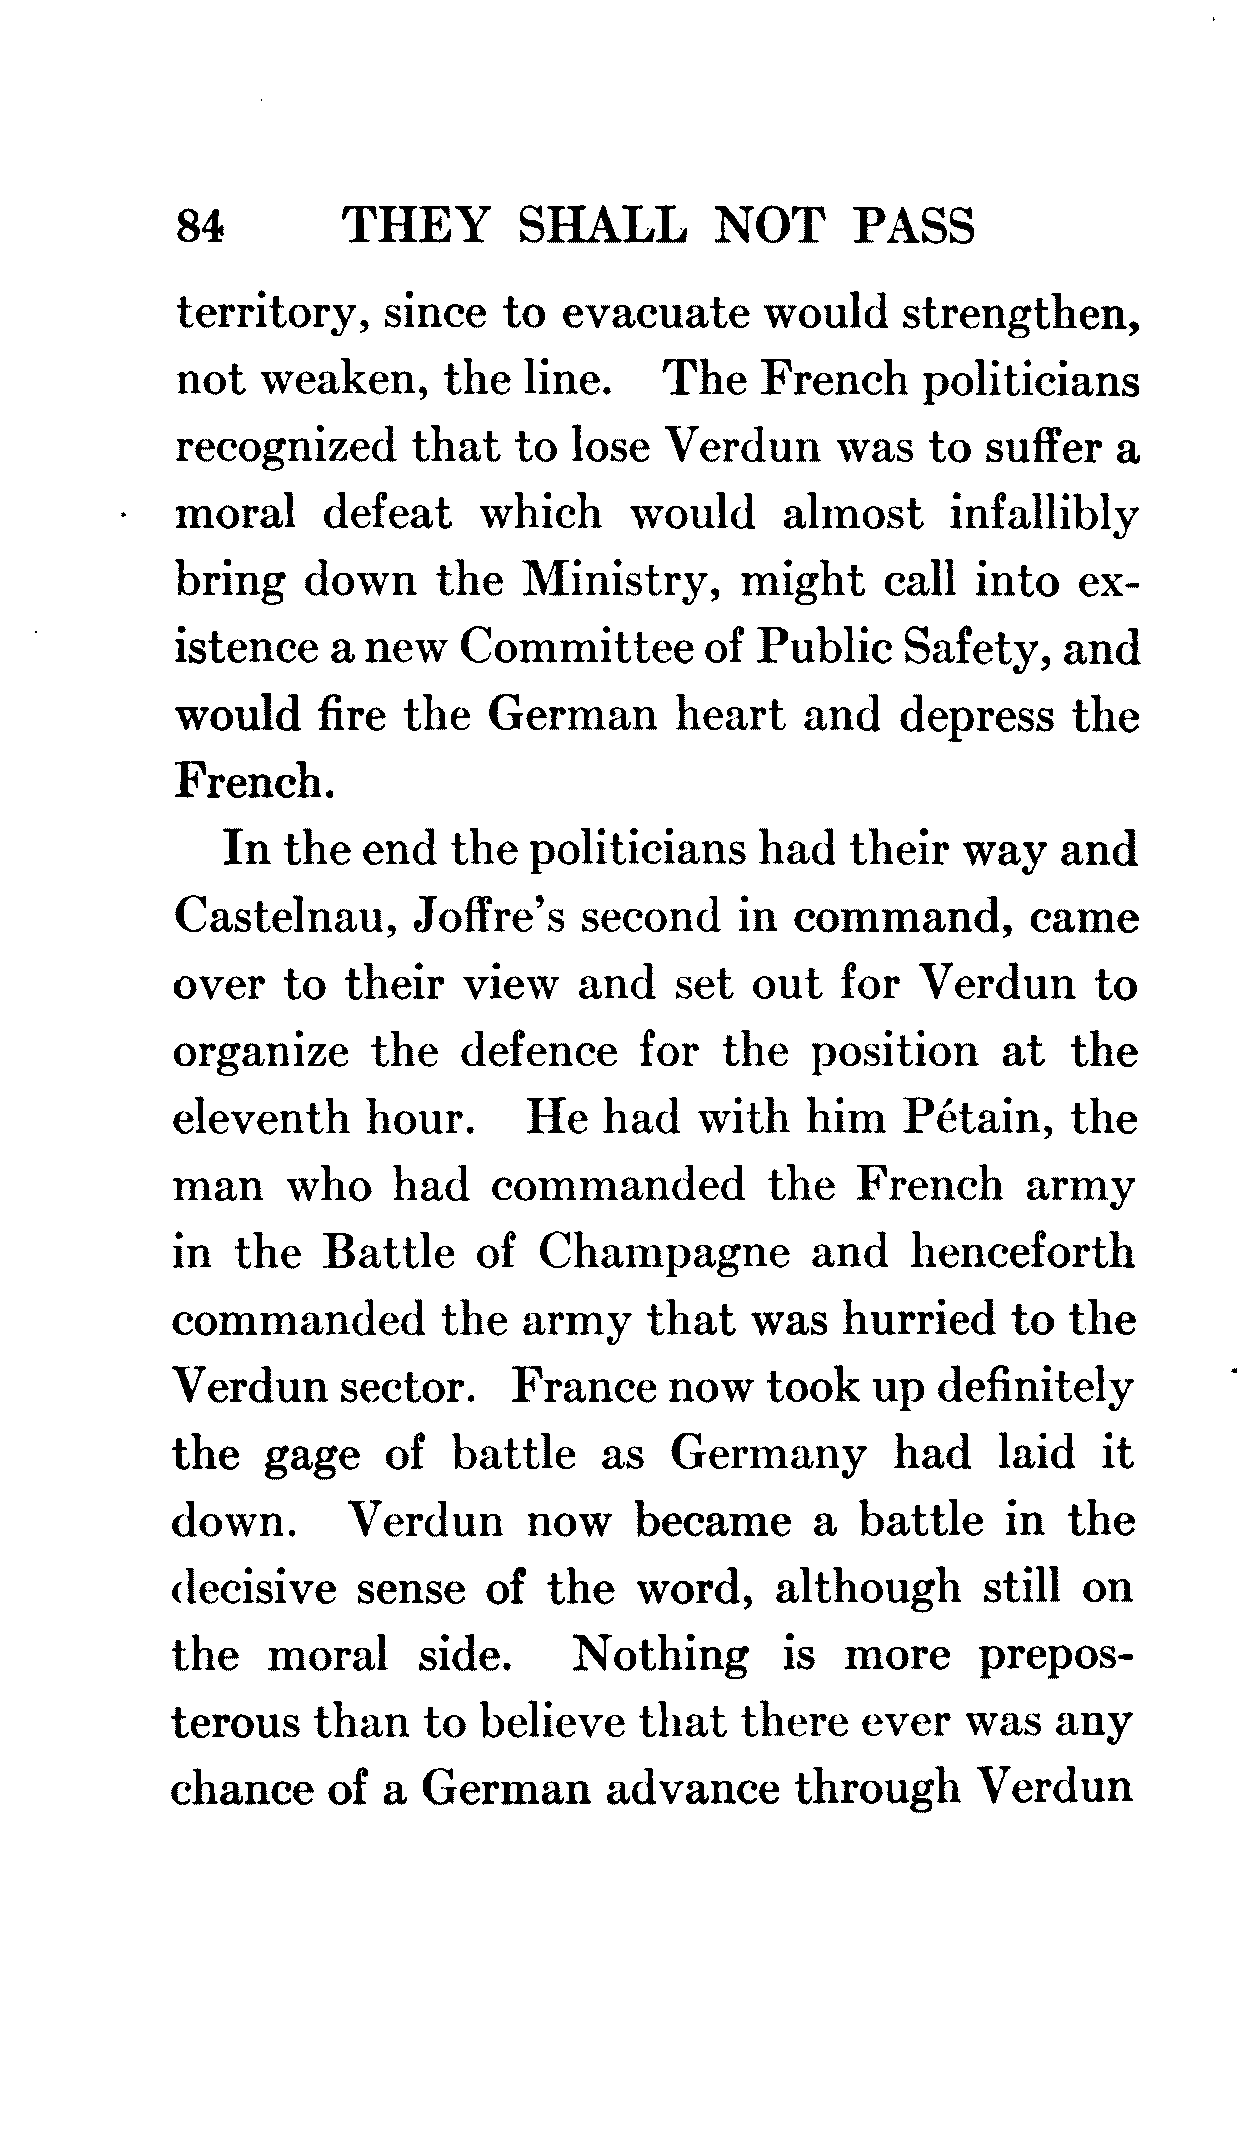 84 THEY SHALL NOT PASS
territory, since to evacuate would strengthen,
not weaken, the line. The French politicians
recognized that to lose Verdun was to suffer a
moral defeat which would almost infallibly
bring down the Ministry, might call into ex-
istence a new Committee of Public Safety, and
would fire the German heart and depress the
French.
In the end the politicians had their way and
Castelnau, Joffre's second in command, came
over to their view and set out for Verdun to
organize the defence for the position at the
eleventh hour. He had with him Pétain, the
man who had commanded the French army
in the Battle of Champagne and henceforth
commanded the army that was hurried to the
Verdun sector. France now took up definitely
the gage of battle as Germany had laid it
down. Verdun now became a battle in the
decisive sense of the word, although still on
the moral side. Nothing is more prepos-
terous than to believe that there ever was any
chance of a German advance through Verdun